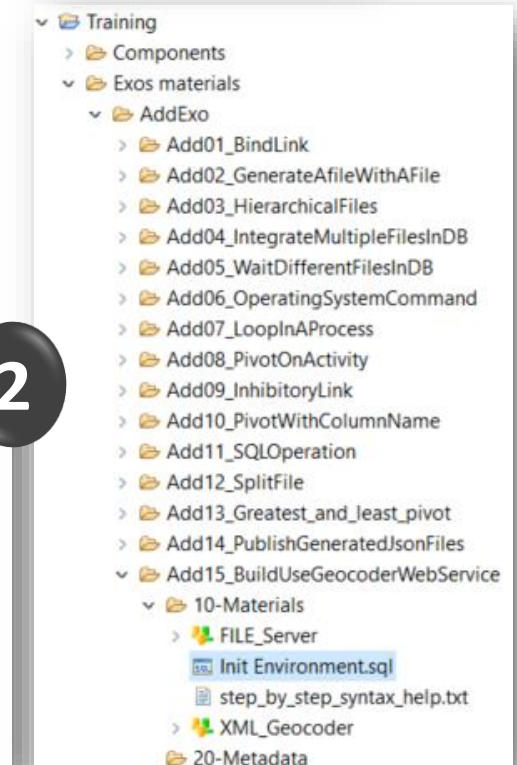 Training
Components
Exos materials
AddExo
Add01_BindLink
Add02_GenerateAfileWithAFile
Add03_HierarchicalFiles
Add04_IntegrateMultipleFilesInDB
Add05_WaitDifferentFilesInDB
Add06_OperatingSystemCommand
Add07_LoopInAProcess
Add08_PivotOnActivity
Add09_InhibitoryLink
Add10_PivotWithColumnName
Add11_SQLOperation
Add12_SplitFile
Add13_Greatest_and_least_pivot
Add14_PublishGeneratedJsonFiles
Add15_BuildUseGeocoderWebService
10-Materials
FILE_Server
Init Environment.sql
step_by_step_syntax_help.txt
XML_Geocoder
20-Metadata
2